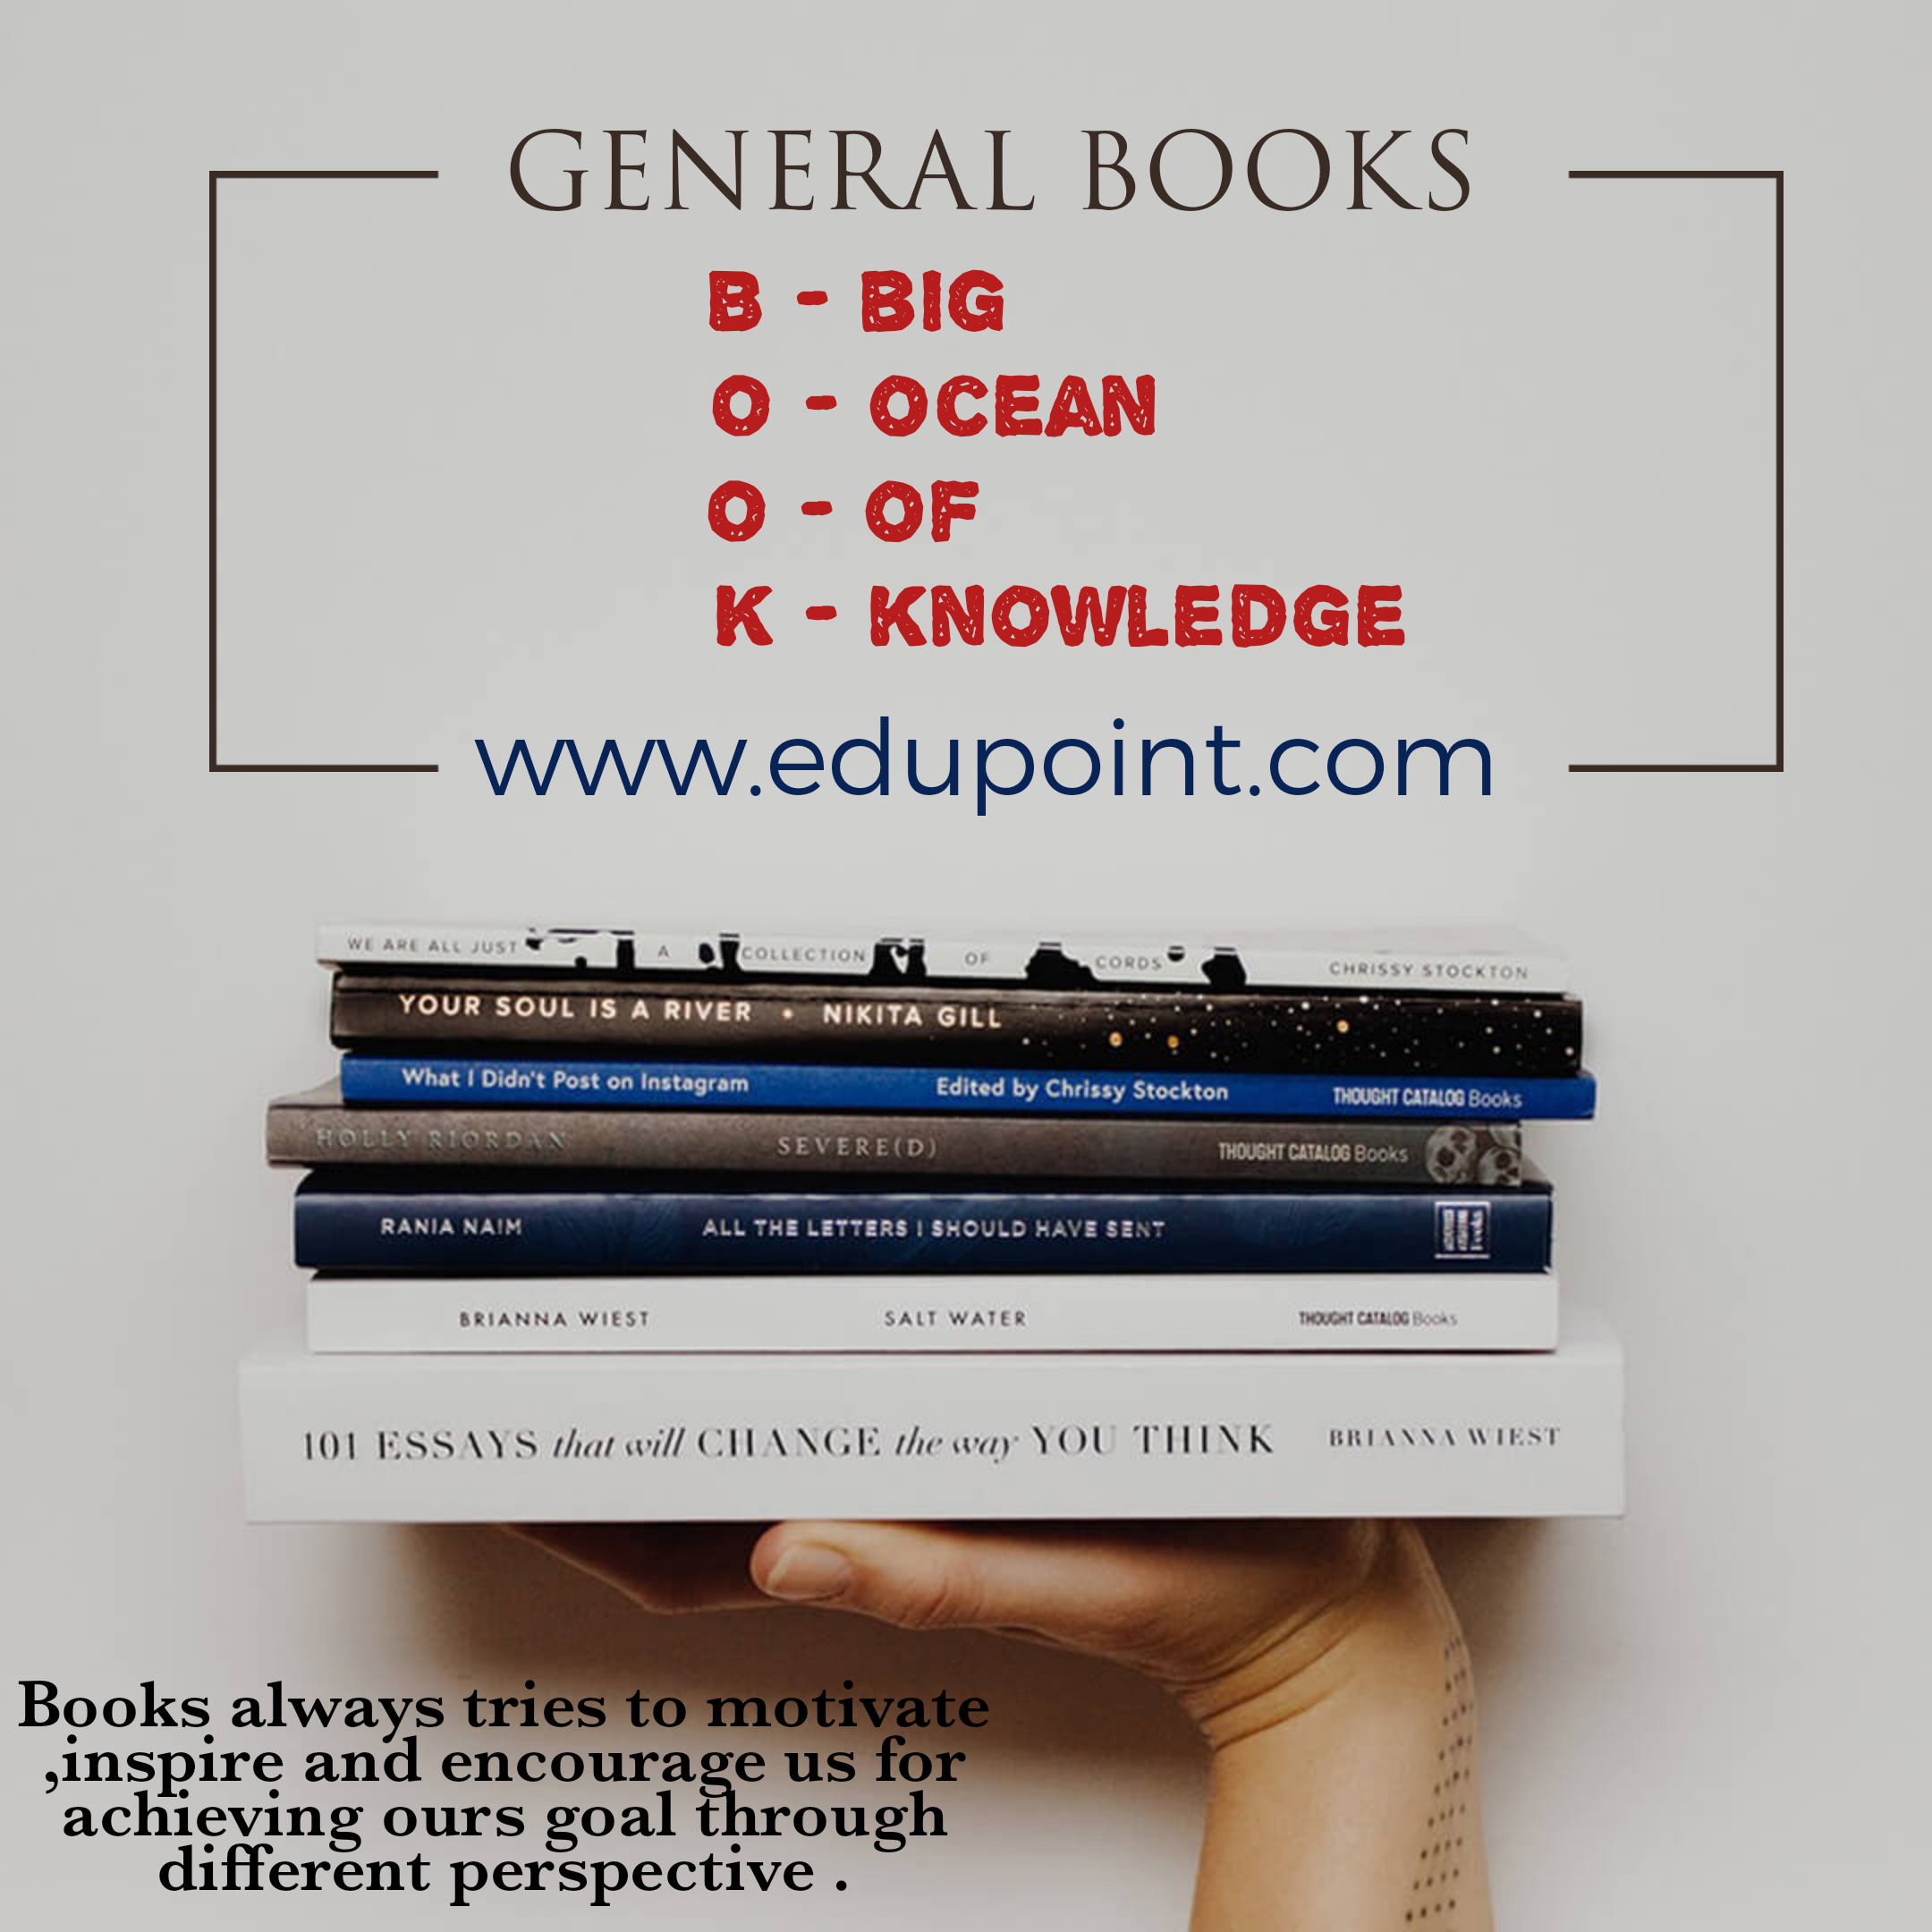 GENERAL BOOKS
B - BIG
O - OCEAN
O - OF
K - KNOWLEDGE
www.edupoint.com
WE ARE ALL JUST A COLLECTION OF CORDS CHRISSY STOCKTON
YOUR SOUL IS A RIVER • NIKITA GILL
What I Didn't Post on Instagram Edited by Chrissy Stockton THOUGHT CATALOG Books
HOLLY RIORDAN SEVERE(D) THOUGHT CATALOG Books
RANIA NAIM ALL THE LETTERS I SHOULD HAVE SENT
BRIANNA WIEST SALT WATER THOUGHT CATALOG Books
101 ESSAYS that will CHANGE the way YOU THINK BRIANNA WIEST
Books always tries to motivate
,inspire and encourage us for
achieving ours goal through
different perspective .